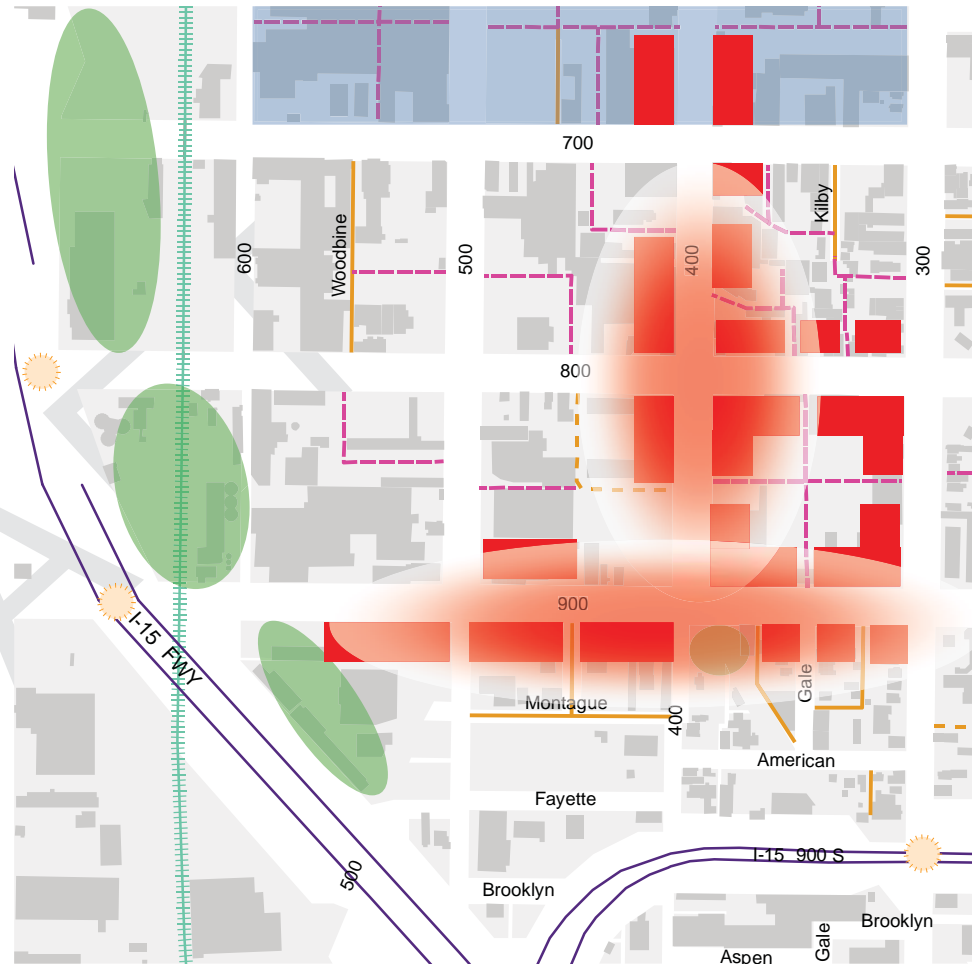 700
Kilby
Woodbine
600
500
400
300
800
900
I-15 FWY
Gale
Montague
400
American
Fayette
I-15 900 S
500
Brooklyn
Brooklyn
Gale
Aspen